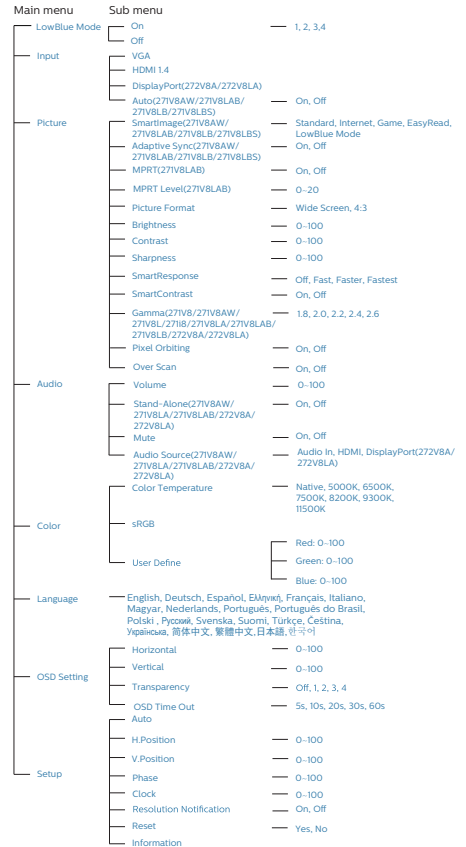 Main menu Sub menu
LowBlue Mode On 1, 2, 3,4
Off
Input VGA
HDMI 1.4
DisplayPort(272V8A/272V8LA)
Auto(271V8AW/271V8LAB/ On, Off
271V8LB/271V8LBS)
Picture SmartImage(271V8AW/ Standard, Internet, Game, EasyRead,
271V8LAB/271V8LB/271V8LBS) LowBlue Mode
Adaptive Sync(271V8AW/ On, Off
271V8LAB/271V8LB/271V8LBS)
MPRT(271V8LAB) On, Off
MPRT Level(271V8LAB) 0–20
Picture Format Wide Screen, 4:3
Brightness 0–100
Contrast 0–100
Sharpness 0–100
SmartResponse Off, Fast, Faster, Fastest
SmartContrast On, Off
Gamma(271V8/271V8AW/ 1.8, 2.0, 2.2, 2.4, 2.6
271V8L/271i8/271V8LA/271V8LAB/
271V8LB/272V8A/272V8LA)
Pixel Orbiting On, Off
Over Scan On, Off
Audio Volume 0–100
Stand–Alone(271V8AW/ On, Off
271V8LA/271V8LAB/272V8A/
272V8LA)
Mute On, Off
Audio Source(271V8AW/ Audio In, HDMI, DisplayPort(272V8A/
271V8LA/271V8LAB/272V8A/ 272V8LA)
272V8LA)
Color Temperature Native, 5000K, 6500K,
7500K, 8200K, 9300K,
11500K
Color sRGB
User Define Red: 0–100
Green: 0–100
Blue: 0–100
Language English, Deutsch, Español, Ελληνική, Français, Italiano,
Magyar, Nederlands, Português, Português do Brasil,
Polski , Русский, Svenska, Suomi, Türkçe, Čeština,
Українська, 简体中文, 繁體中文,日本語,한국어
OSD Setting Horizontal 0–100
Vertical 0–100
Transparency Off, 1, 2, 3, 4
OSD Time Out 5s, 10s, 20s, 30s, 60s
Setup Auto
H.Position 0–100
V.Position 0–100
Phase 0–100
Clock 0–100
Resolution Notification On, Off
Reset Yes, No
Information